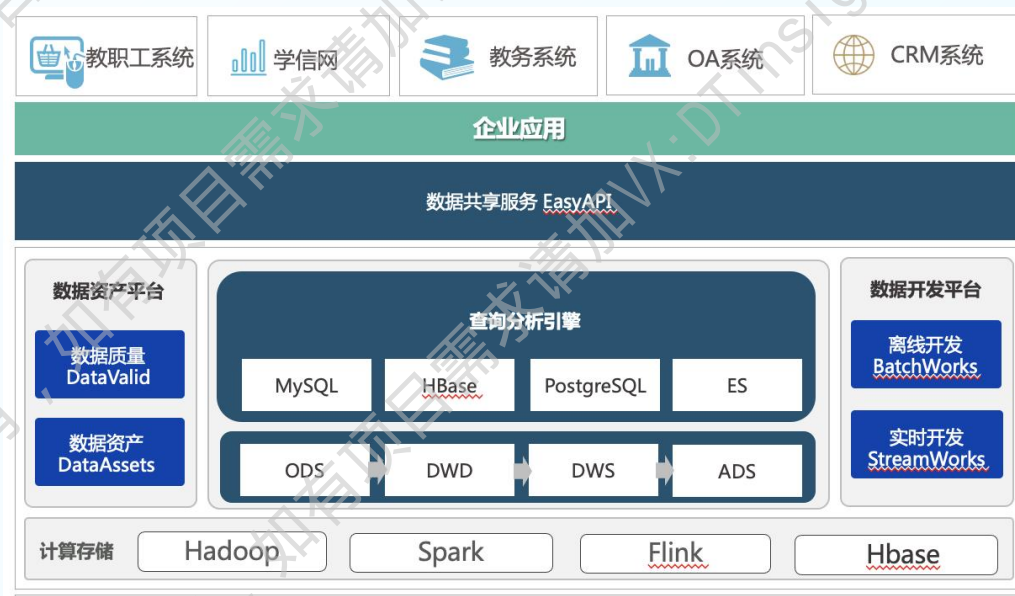 教职工系统
学信网
教务系统
OA系统
CRM系统
企业应用
数据共享服务 EasyAPI
数据资产平台
数据质量
DataValid
数据资产
DataAssets
查询分析引擎
MySQL
HBase
PostgreSQL
ES
ODS
DWD
DWS
ADS
数据开发平台
离线开发
BatchWorks
实时开发
StreamWorks
计算存储
Hadoop
Spark
Flink
Hbase
如有项目需求请加VX:DTmsig
如有项目需求请加